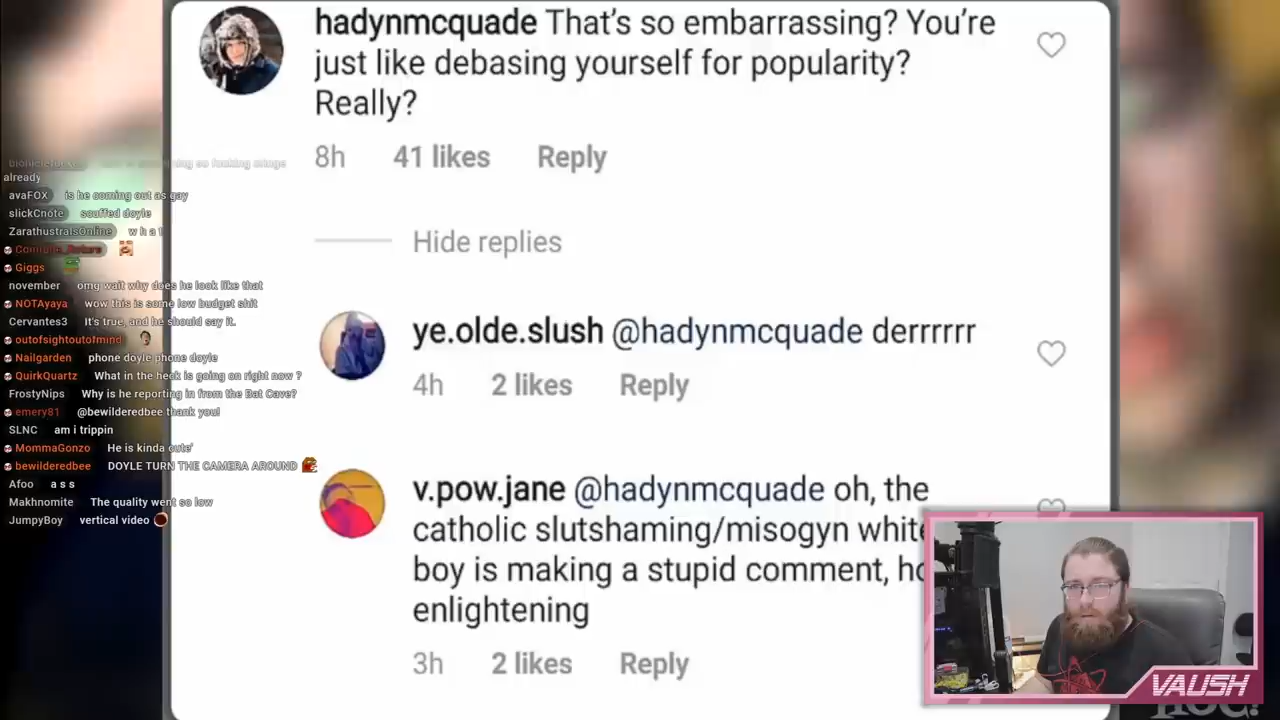 hadynmcquade That's so embarrassing? You're
just like debasing yourself for popularity?
Really?
8h 41 likes Reply
Hide replies
ye.olde.slush @hadynmcquade derrrrrr
4h 2 likes Reply
v.pow.jane @hadynmcquade oh, the
catholic slutshaming/misogyn white
boy is making a stupid comment, ho
enlightening
3h 2 likes Reply
already
avaFOX is he coming out as gay
slickCnote scuffed doyle
ZarathustraIsOnline w h a t
Giggs
november omg wait why does he look like that
NOTAyaya wow this is some low budget shit
Cervantes3 It's true, and he should say it.
outofsightoutofmind
Nailgarden phone doyle phone doyle
QuirkQuartz What in the heck is going on right now ?
FrostyNips Why is he reporting in from the Bat Cave?
emery81 @bewilderedbee thank you!
SLNC am i trippin
MommaGonzo He is kinda cute'
bewilderedbee DOYLE TURN THE CAMERA AROUND
Afoo a s s
Makhnomite The quality went so low
JumpyBoy vertical video
VAUSH